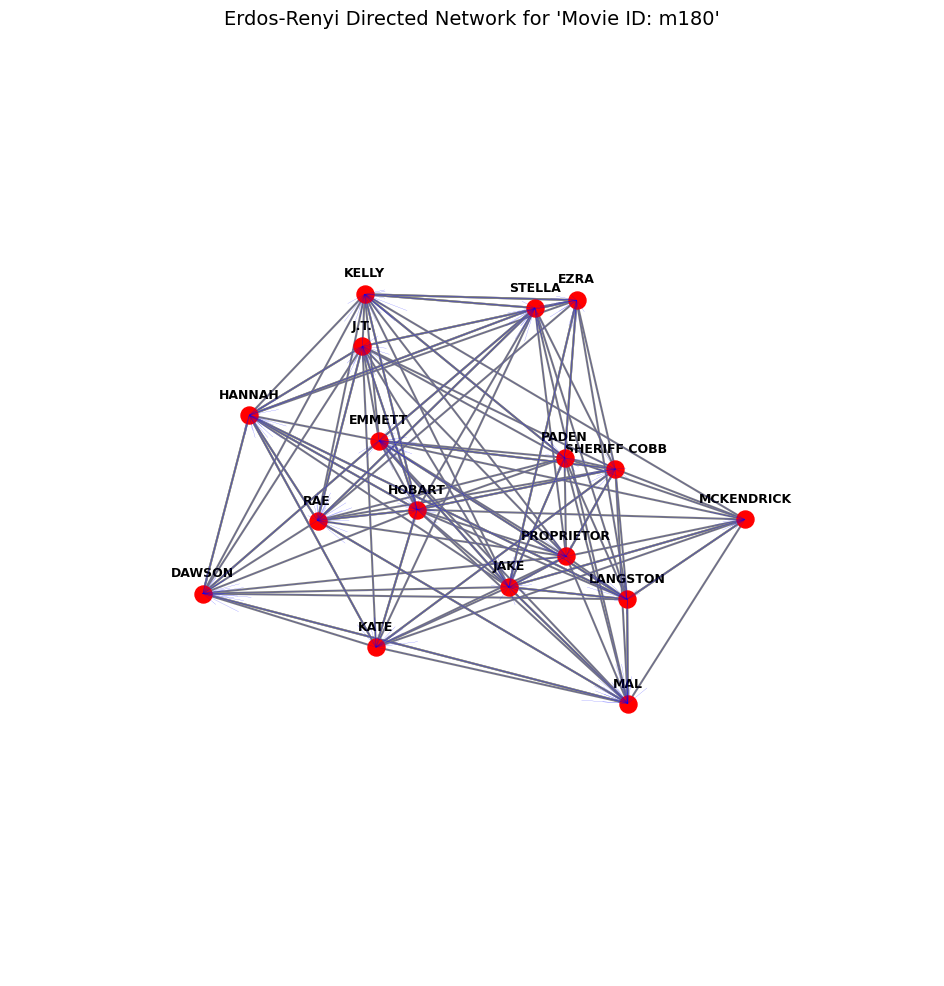 Erdos-Renyi Directed Network for 'Movie ID: m180'
KELLY
EZRA
STELLA
J.T.
HANNAH
EMMETT
PADEN
SHERIFF COBB
HOBART
MCKENDRICK
RAE
PROPRIETOR
JAKE
DAWSON
LANGSTON
KATE
MAL